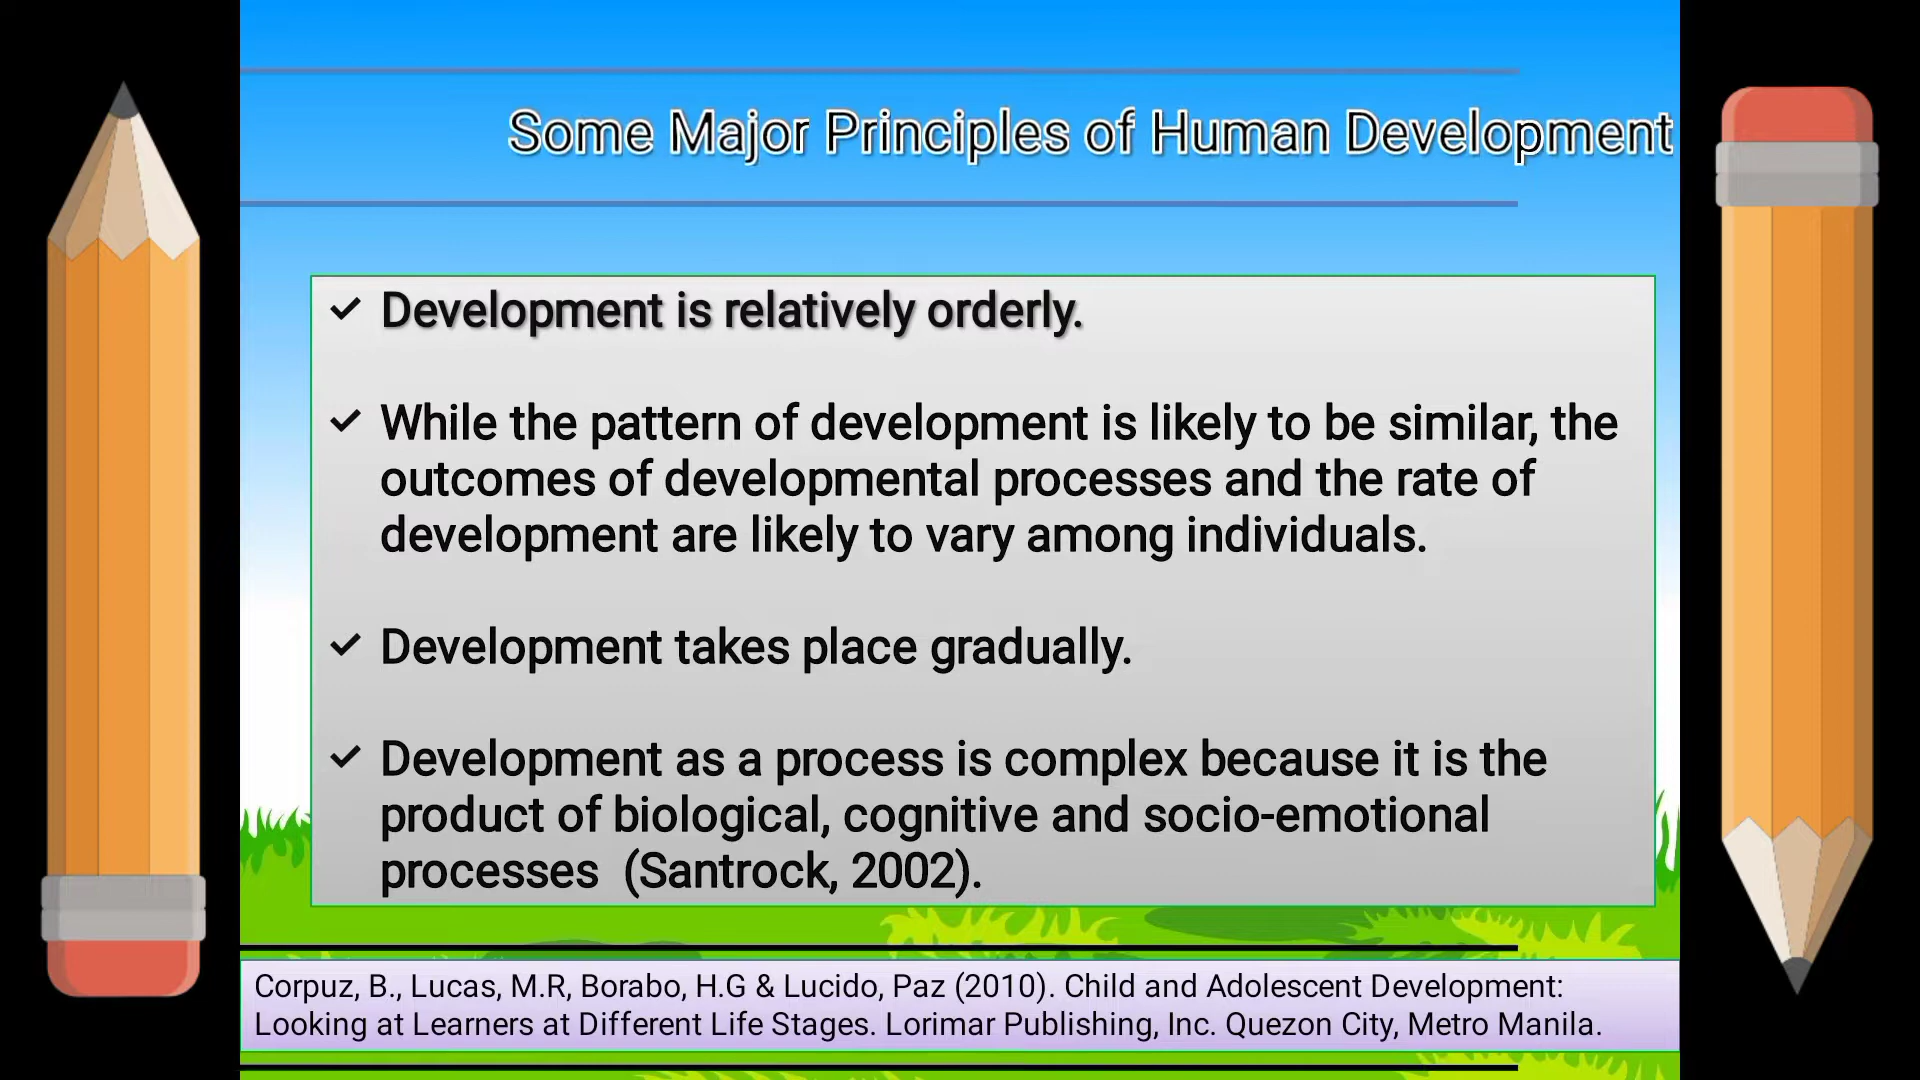 Some Major Principles of Human Development
✓ Development is relatively orderly.
✓ While the pattern of development is likely to be similar, the
outcomes of developmental processes and the rate of
development are likely to vary among individuals.
✓ Development takes place gradually.
✓ Development as a process is complex because it is the
product of biological, cognitive and socio-emotional
processes (Santrock, 2002).
Corpuz, B., Lucas, M.R, Borabo, H.G & Lucido, Paz (2010). Child and Adolescent Development:
Looking at Learners at Different Life Stages. Lorimar Publishing, Inc. Quezon City, Metro Manila.